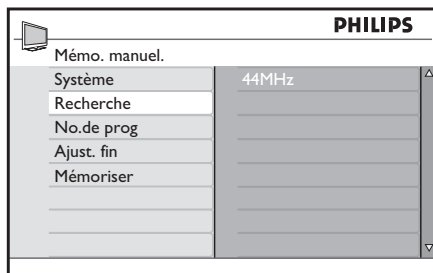 PHILIPS
Mémo. manuel.
Système 44MHz
Recherche
No.de prog
Ajust. fin
Mémoriser